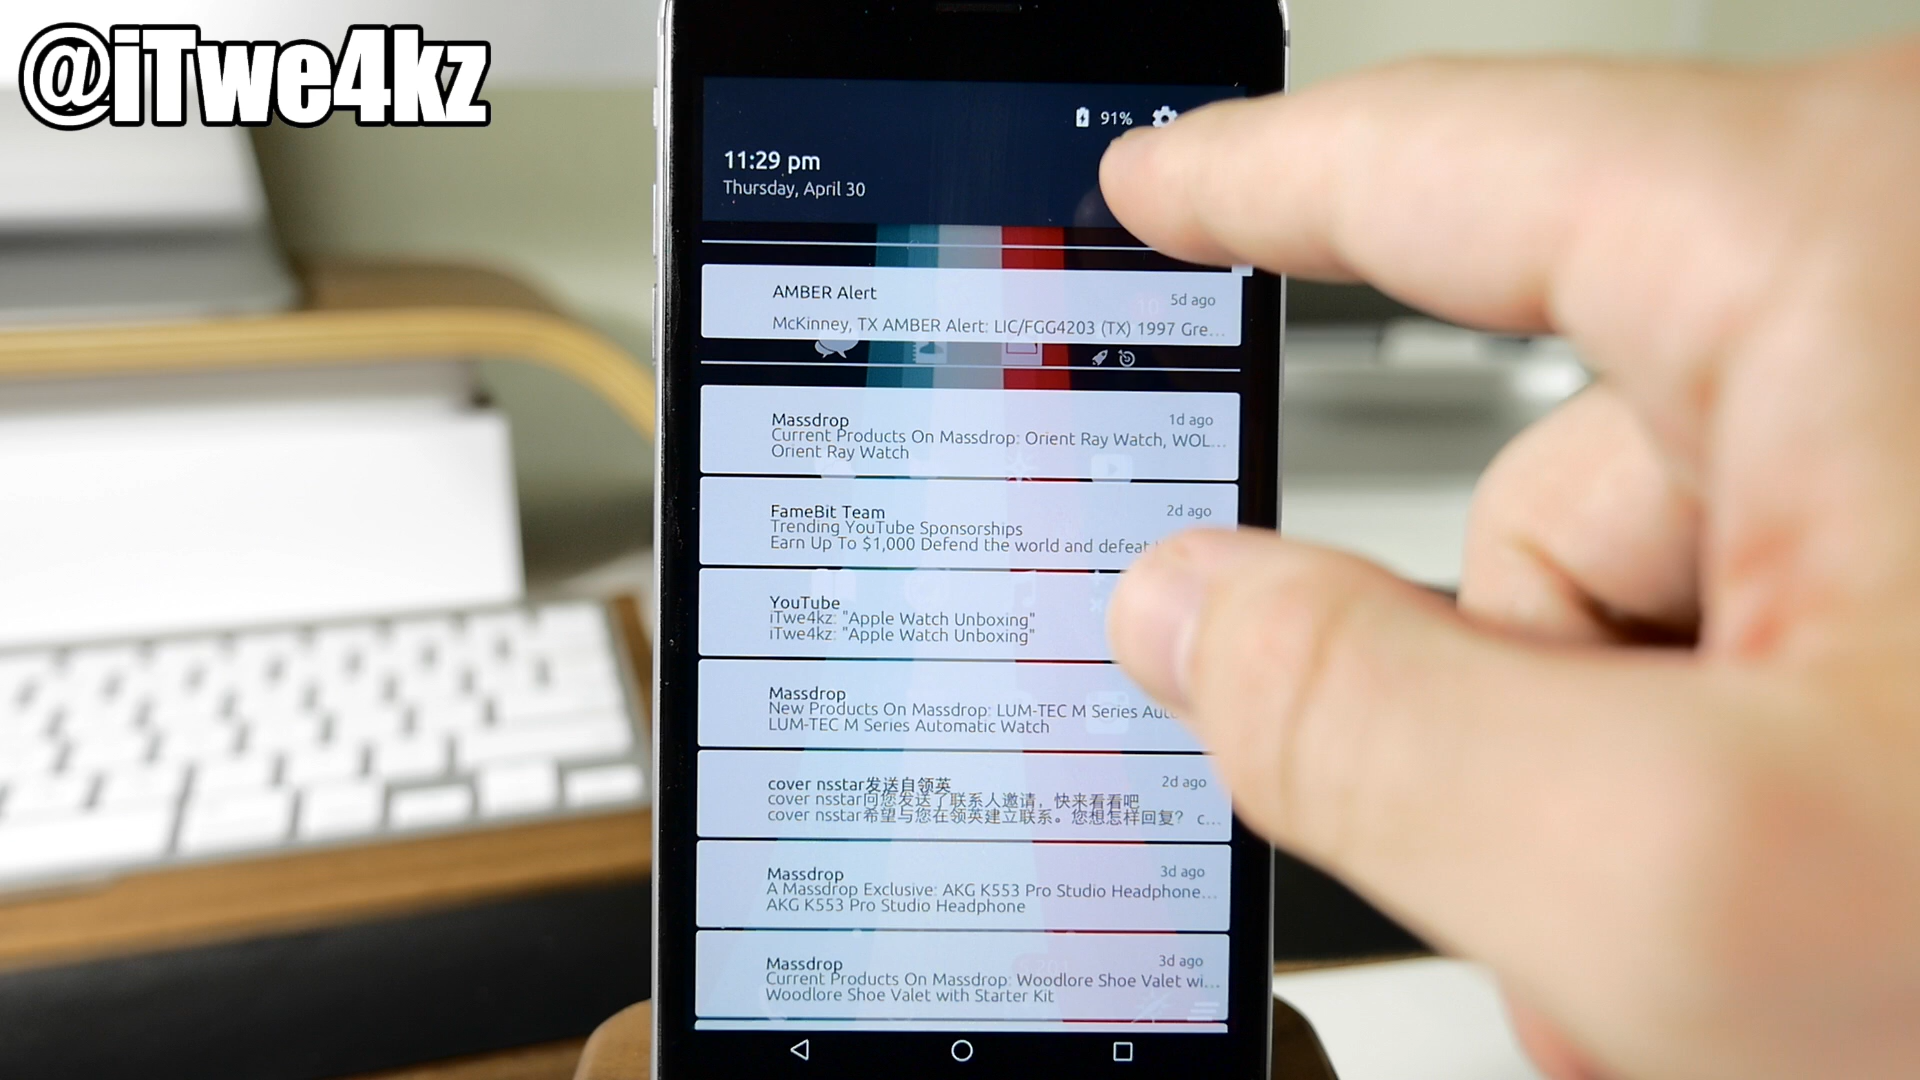 @iTwe4kz
91%
11:29 pm
Thursday, April 30
AMBER Alert
5d ago
McKinney, TX AMBER Alert: LIC/FGG4203 (TX) 1997 Gre...
Massdrop
1d ago
Current Products On Massdrop: Orient Ray Watch, WOL...
Orient Ray Watch
FameBit Team
2d ago
Trending YouTube Sponsorships
Earn Up To $1,000 Defend the world and defeat
YouTube
iTwe4kz: "Apple Watch Unboxing"
iTwe4kz: "Apple Watch Unboxing"
Massdrop
New Products On Massdrop: LUM-TEC M Series
LUM-TEC M Series Automatic Watch
cover nsstar发送自领英
2d ago
cover nsstar向您发送了联系人邀请，快来看看吧
cover nsstar希望与您在领英建立联系。您想怎样回复？ c...
Massdrop
3d ago
A Massdrop Exclusive: AKG K553 Pro Studio Headphone...
AKG K553 Pro Studio Headphone
Massdrop
3d ago
Current Products On Massdrop: Woodlore Shoe Valet wi...
Woodlore Shoe Valet with Starter Kit